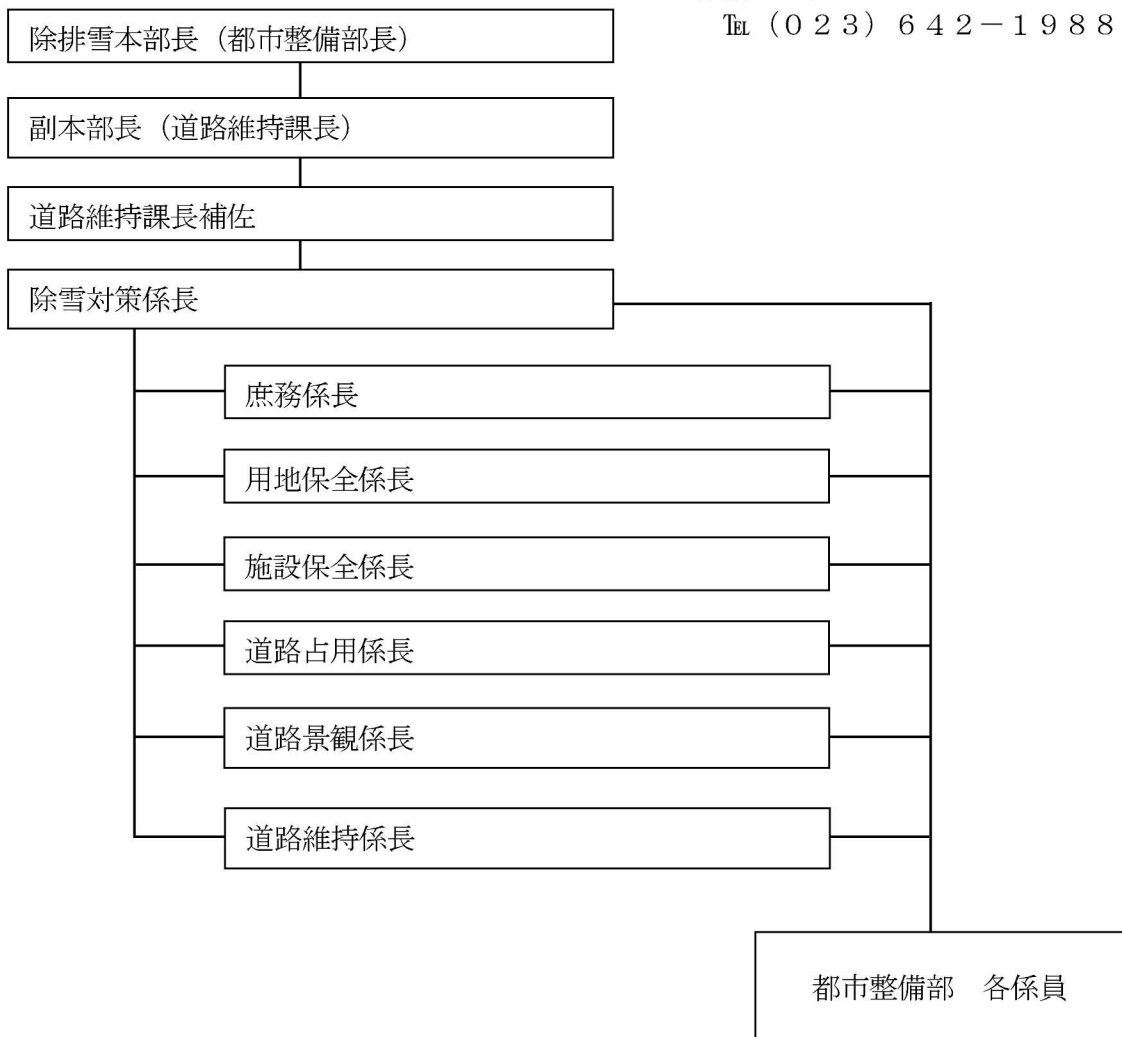 ℡（０２３）６４２－１９８８
除排雪本部長（都市整備部長）
副本部長（道路維持課長）
道路維持課長補佐
除雪対策係長
庶務係長
用地保全係長
施設保全係長
道路占用係長
道路景観係長
道路維持係長
都市整備部　各係員